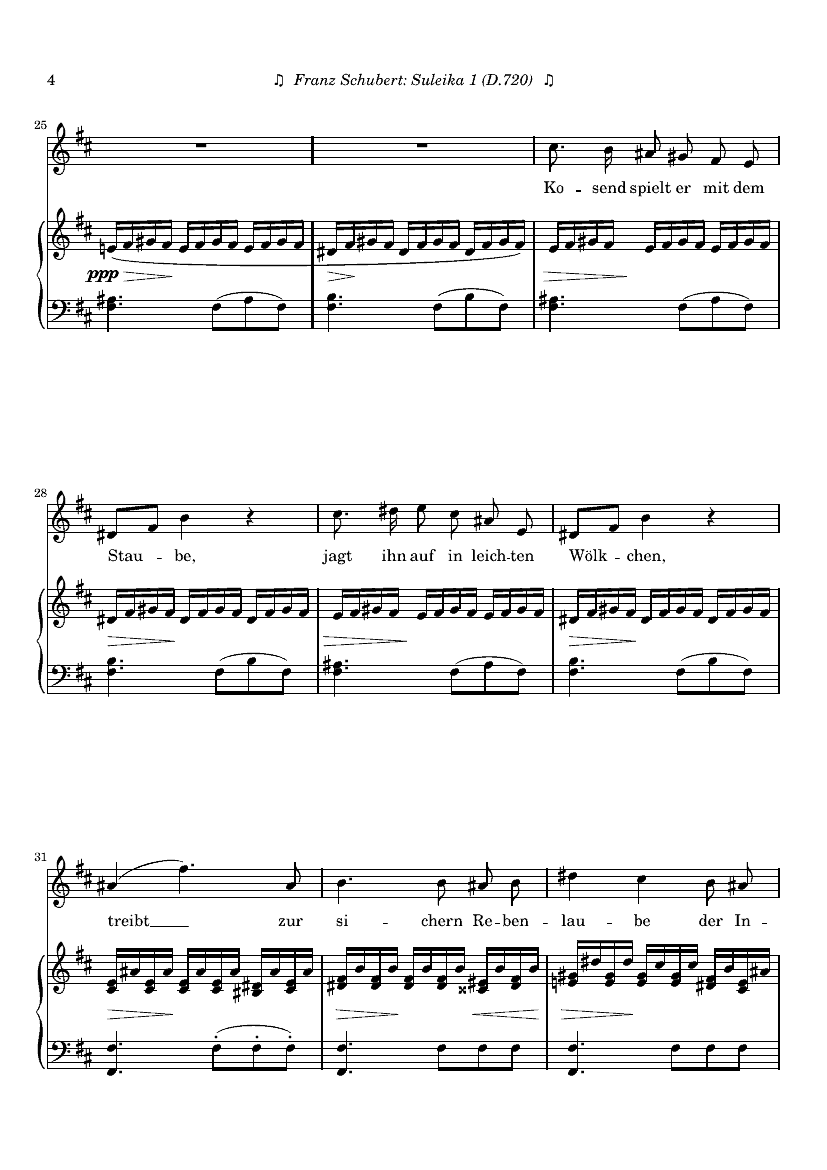 4
♫ Franz Schubert: Suleika 1 (D.720) ♫
25
Ko - send spielt er mit dem
ppp
28
Stau - be, jagt ihn auf in leich-ten Wölk - chen,
31
treibt zur si - chern Re-ben - lau - be der In -